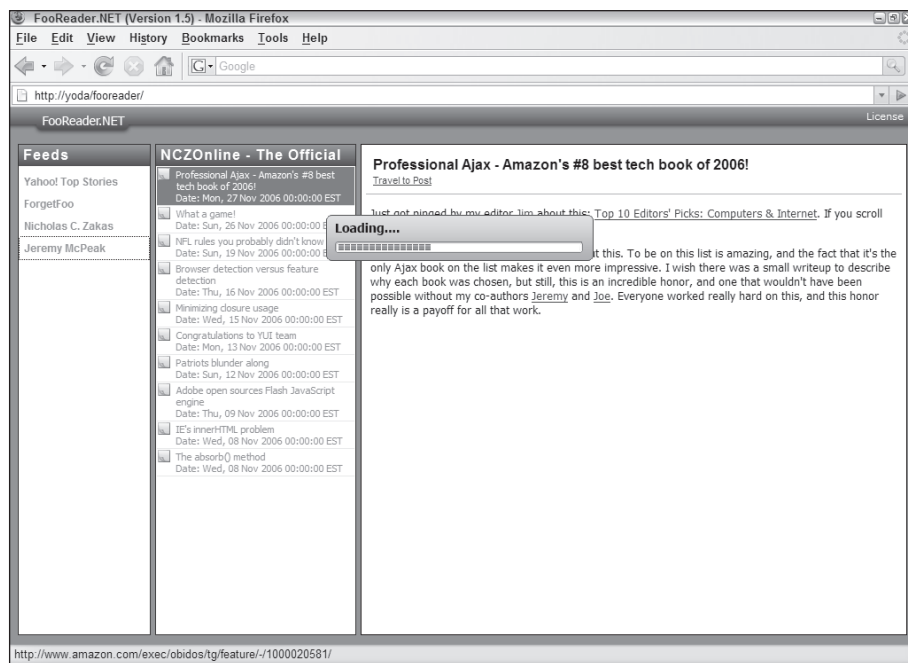 FooReader.NET (Version 1.5) - Mozilla Firefox
File Edit View History Bookmarks Tools Help
G Google
http://yoda/fooreader/
FooReader.NET
License
Feeds
Yahoo! Top Stories
ForgetFoo
Nicholas C. Zakas
Jeremy McPeak
NCZOnline - The Official
Professional Ajax - Amazon's #8 best
tech book of 2006!
Date: Mon, 27 Nov 2006 00:00:00 EST
What a game!
Date: Sun, 26 Nov 2006 00:00:00
NFL rules you probably didn't know
Date: Sun, 19 Nov 2006 00:00:00
Browser detection versus feature
detection
Date: Thu, 16 Nov 2006 00:00:00 EST
Minimizing closure usage
Date: Wed, 15 Nov 2006 00:00:00 EST
Congratulations to YUI team
Date: Mon, 13 Nov 2006 00:00:00 EST
Patriots blunder along
Date: Sun, 12 Nov 2006 00:00:00 EST
Adobe open sources Flash JavaScript
engine
Date: Thu, 09 Nov 2006 00:00:00 EST
IE's innerHTML problem
Date: Wed, 08 Nov 2006 00:00:00 EST
The absorb() method
Date: Wed, 08 Nov 2006 00:00:00 EST
Professional Ajax - Amazon's #8 best tech book of 2006!
Travel to Post
Just got pinged by my editor Jim about this: Top 10 Editors' Picks: Computers & Internet. If you scroll
Loading....
this. To be on this list is amazing, and the fact that it's the
only Ajax book on the list makes it even more impressive. I wish there was a small writeup to describe
why each book was chosen, but still, this is an incredible honor, and one that wouldn't have been
possible without my co-authors Jeremy and Joe. Everyone worked really hard on this, and this honor
really is a payoff for all that work.
http://www.amazon.com/exec/obidos/tg/feature/-/1000020581/